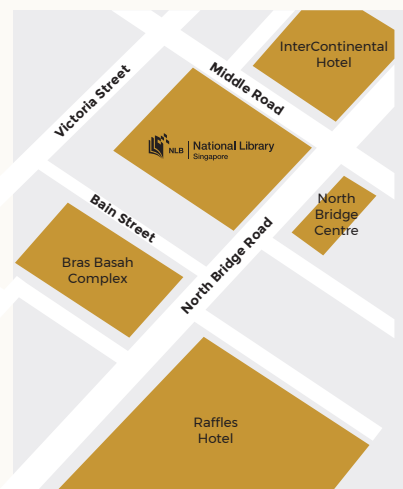 InterContinental
Hotel
Middle Road
Victoria Street
NLB National Library
Singapore
Bain Street
North
Bridge
Centre
Bras Basah
Complex
North Bridge Road
Raffles
Hotel